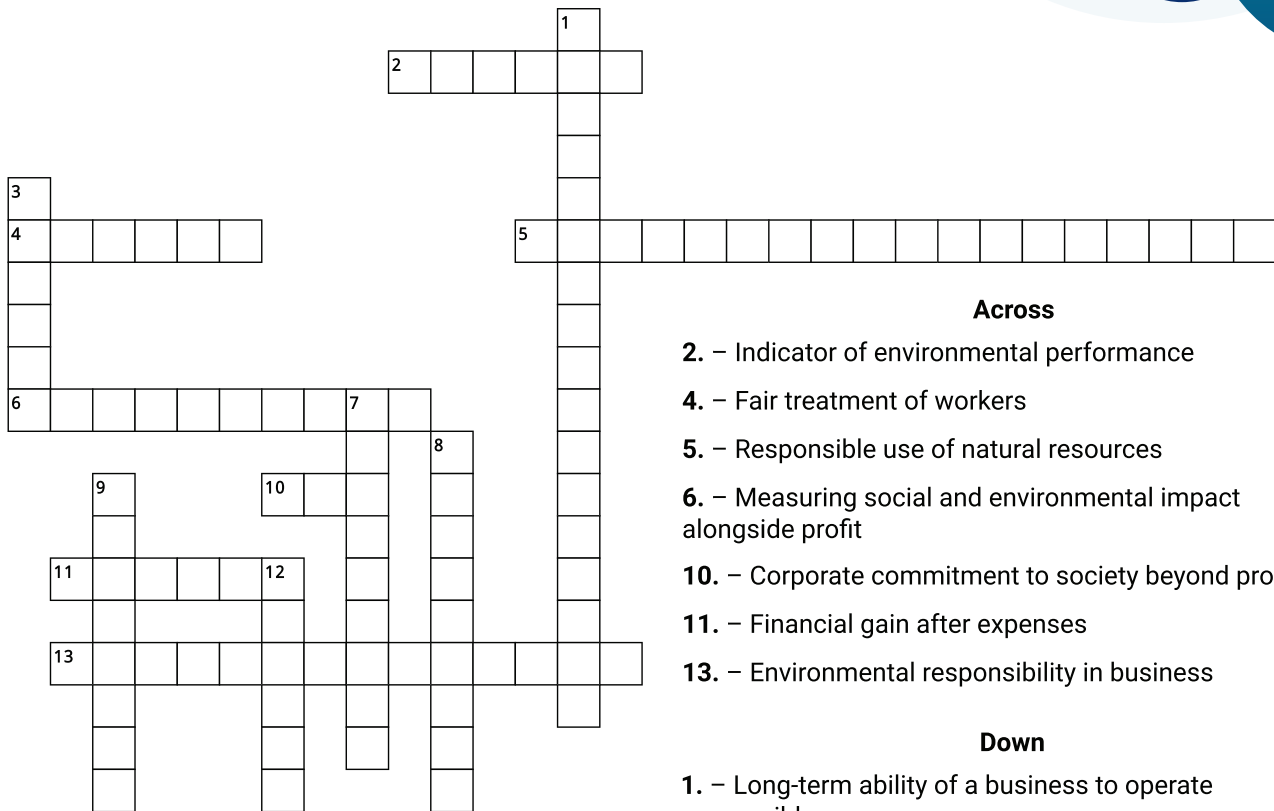 1
2
3
4
5
6
7
8
9
10
11
12
13
Across
2. – Indicator of environmental performance
4. – Fair treatment of workers
5. – Responsible use of natural resources
6. – Measuring social and environmental impact
alongside profit
10. – Corporate commitment to society beyond pro
11. – Financial gain after expenses
13. – Environmental responsibility in business
Down
1. – Long-term ability of a business to operate